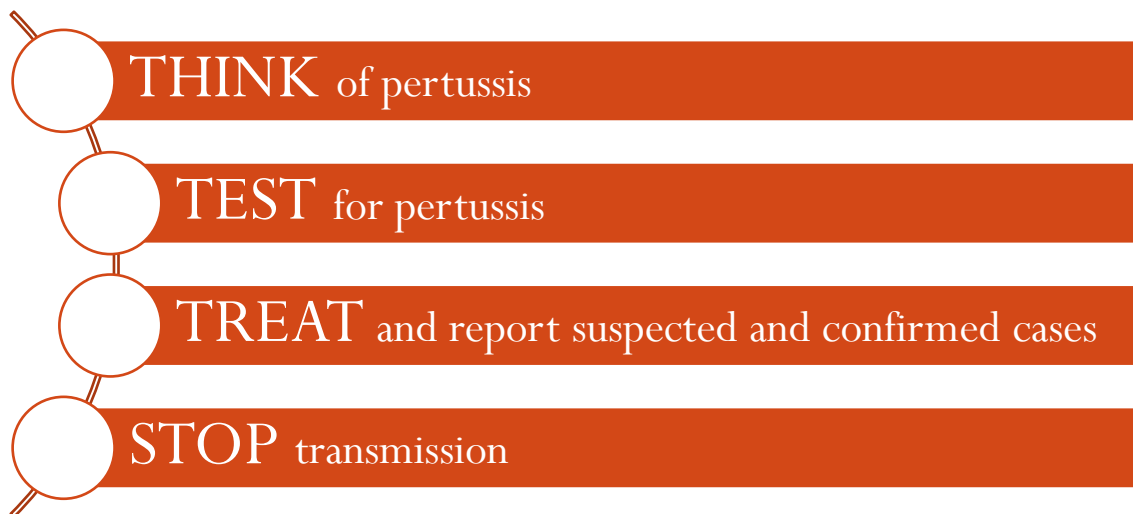 THINK of pertussis
TEST for pertussis
TREAT and report suspected and confirmed cases
STOP transmission